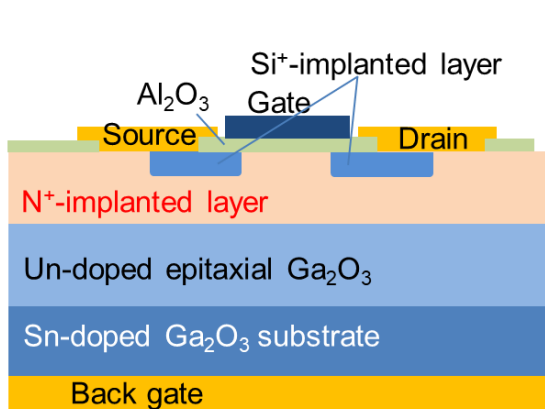 Si⁺-implanted layer
Al₂O₃
Gate
Source
Drain
N⁺-implanted layer
Un-doped epitaxial Ga₂O₃
Sn-doped Ga₂O₃ substrate
Back gate